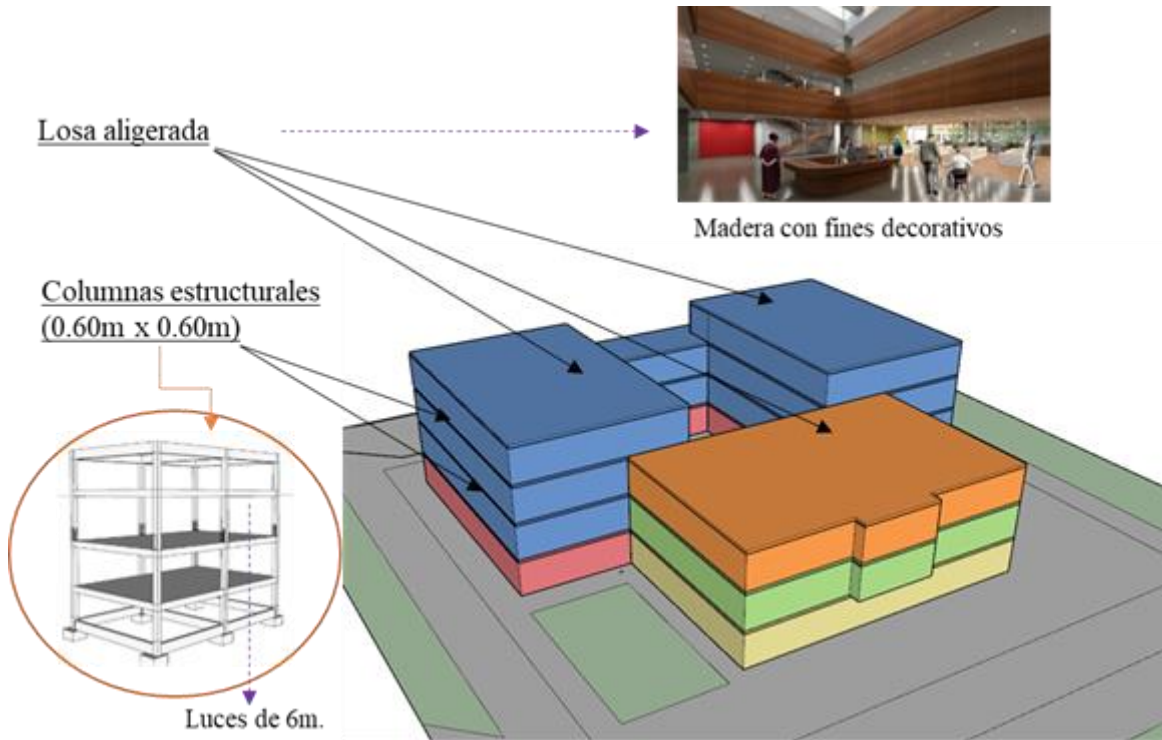 Losa aligerada
Madera con fines decorativos
Columnas estructurales
(0.60m x 0.60m)
Luces de 6m.